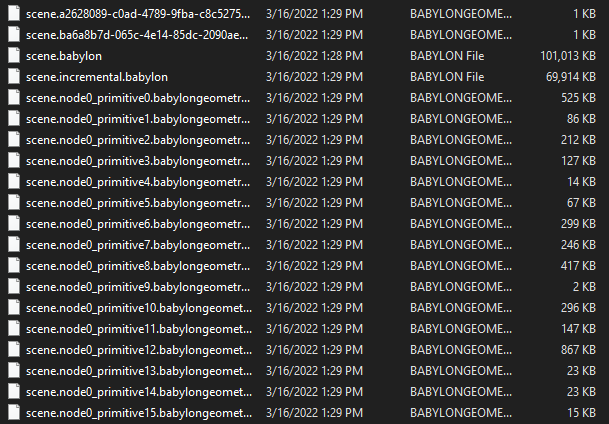 scene.a2628089-c0ad-4789-9fba-c8c5275... 3/16/2022 1:29 PM BABYLONGEOME... 1 KB
scene.ba6a8b7d-065c-4e14-85dc-2090ae... 3/16/2022 1:29 PM BABYLONGEOME... 1 KB
scene.babylon 3/16/2022 1:28 PM BABYLON File 101,013 KB
scene.incremental.babylon 3/16/2022 1:29 PM BABYLON File 69,914 KB
scene.node0_primitive0.babylongeometr... 3/16/2022 1:29 PM BABYLONGEOME... 525 KB
scene.node0_primitive1.babylongeometr... 3/16/2022 1:29 PM BABYLONGEOME... 86 KB
scene.node0_primitive2.babylongeometr... 3/16/2022 1:29 PM BABYLONGEOME... 212 KB
scene.node0_primitive3.babylongeometr... 3/16/2022 1:29 PM BABYLONGEOME... 127 KB
scene.node0_primitive4.babylongeometr... 3/16/2022 1:29 PM BABYLONGEOME... 14 KB
scene.node0_primitive5.babylongeometr... 3/16/2022 1:29 PM BABYLONGEOME... 67 KB
scene.node0_primitive6.babylongeometr... 3/16/2022 1:29 PM BABYLONGEOME... 299 KB
scene.node0_primitive7.babylongeometr... 3/16/2022 1:29 PM BABYLONGEOME... 246 KB
scene.node0_primitive8.babylongeometr... 3/16/2022 1:29 PM BABYLONGEOME... 417 KB
scene.node0_primitive9.babylongeometr... 3/16/2022 1:29 PM BABYLONGEOME... 2 KB
scene.node0_primitive10.babylongeomet... 3/16/2022 1:29 PM BABYLONGEOME... 296 KB
scene.node0_primitive11.babylongeomet... 3/16/2022 1:29 PM BABYLONGEOME... 147 KB
scene.node0_primitive12.babylongeomet... 3/16/2022 1:29 PM BABYLONGEOME... 867 KB
scene.node0_primitive13.babylongeomet... 3/16/2022 1:29 PM BABYLONGEOME... 23 KB
scene.node0_primitive14.babylongeomet... 3/16/2022 1:29 PM BABYLONGEOME... 23 KB
scene.node0_primitive15.babylongeomet... 3/16/2022 1:29 PM BABYLONGEOME... 15 KB